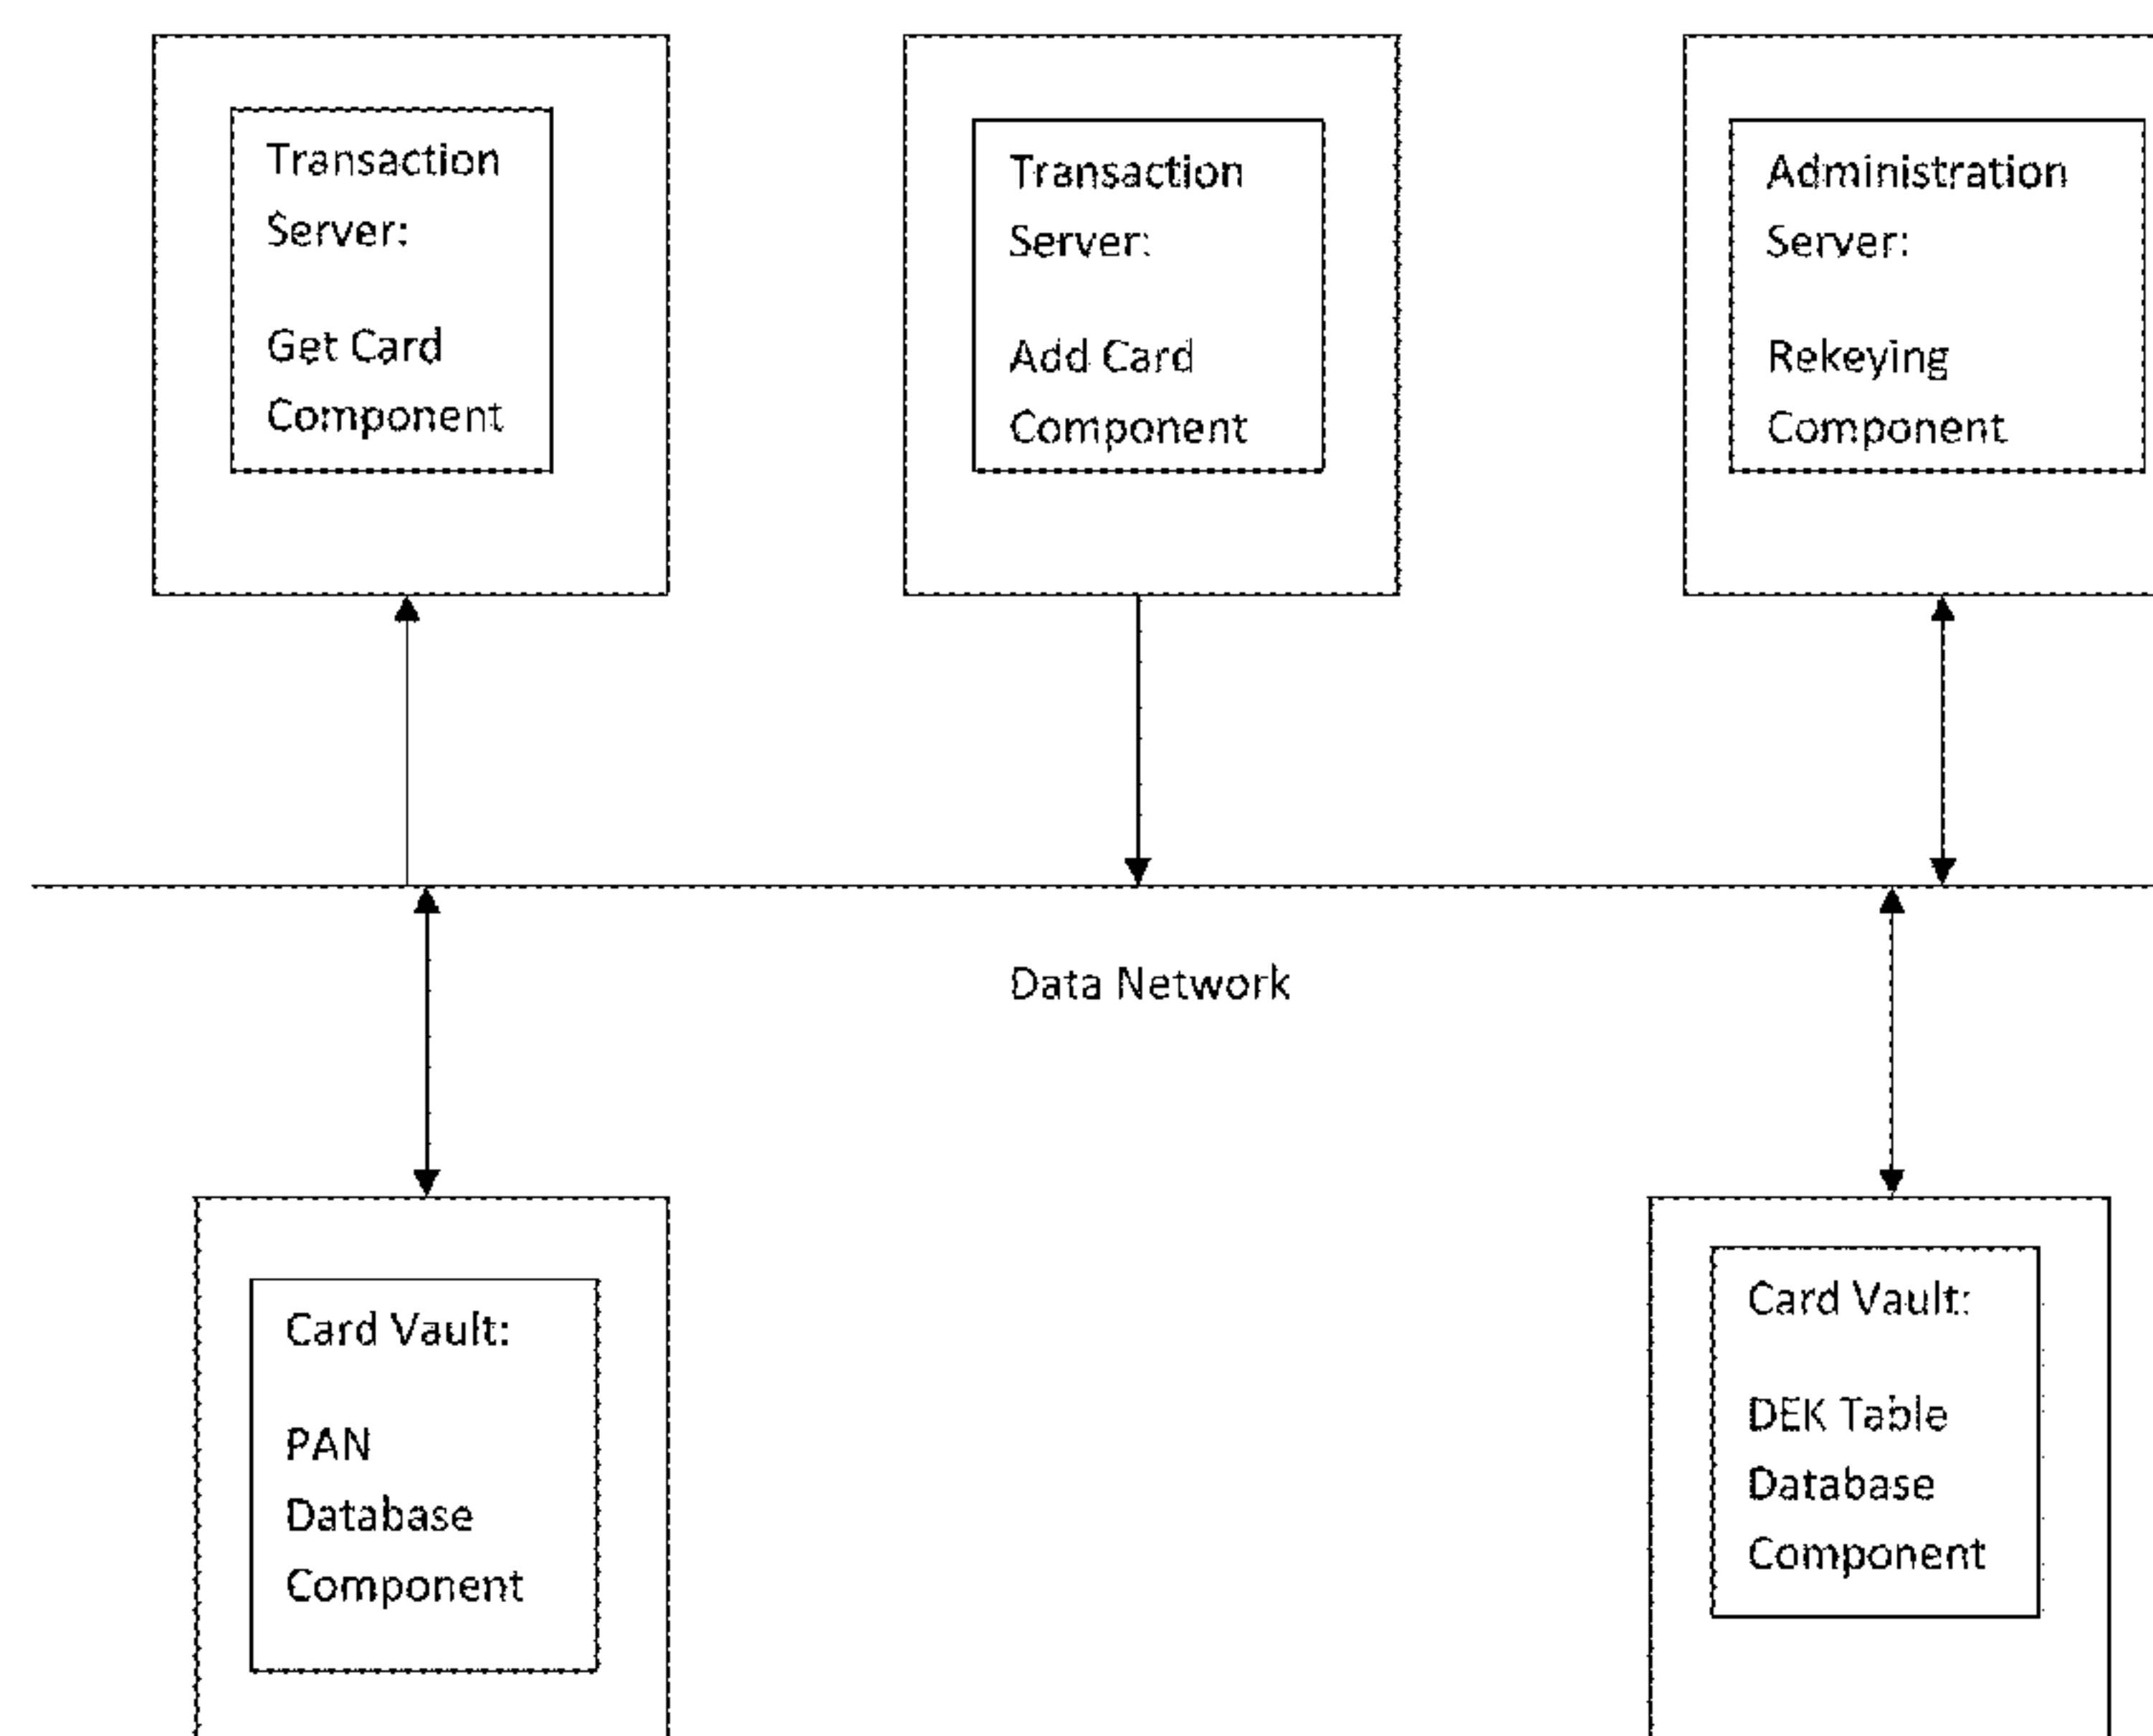 Transaction
Server:
Get Card
Component
Transaction
Server:
Add Card
Component
Administration
Server:
Rekeying
Component
Data Network
Card Vault:
PAN
Database
Component
Card Vault:
DEK Table
Database
Component